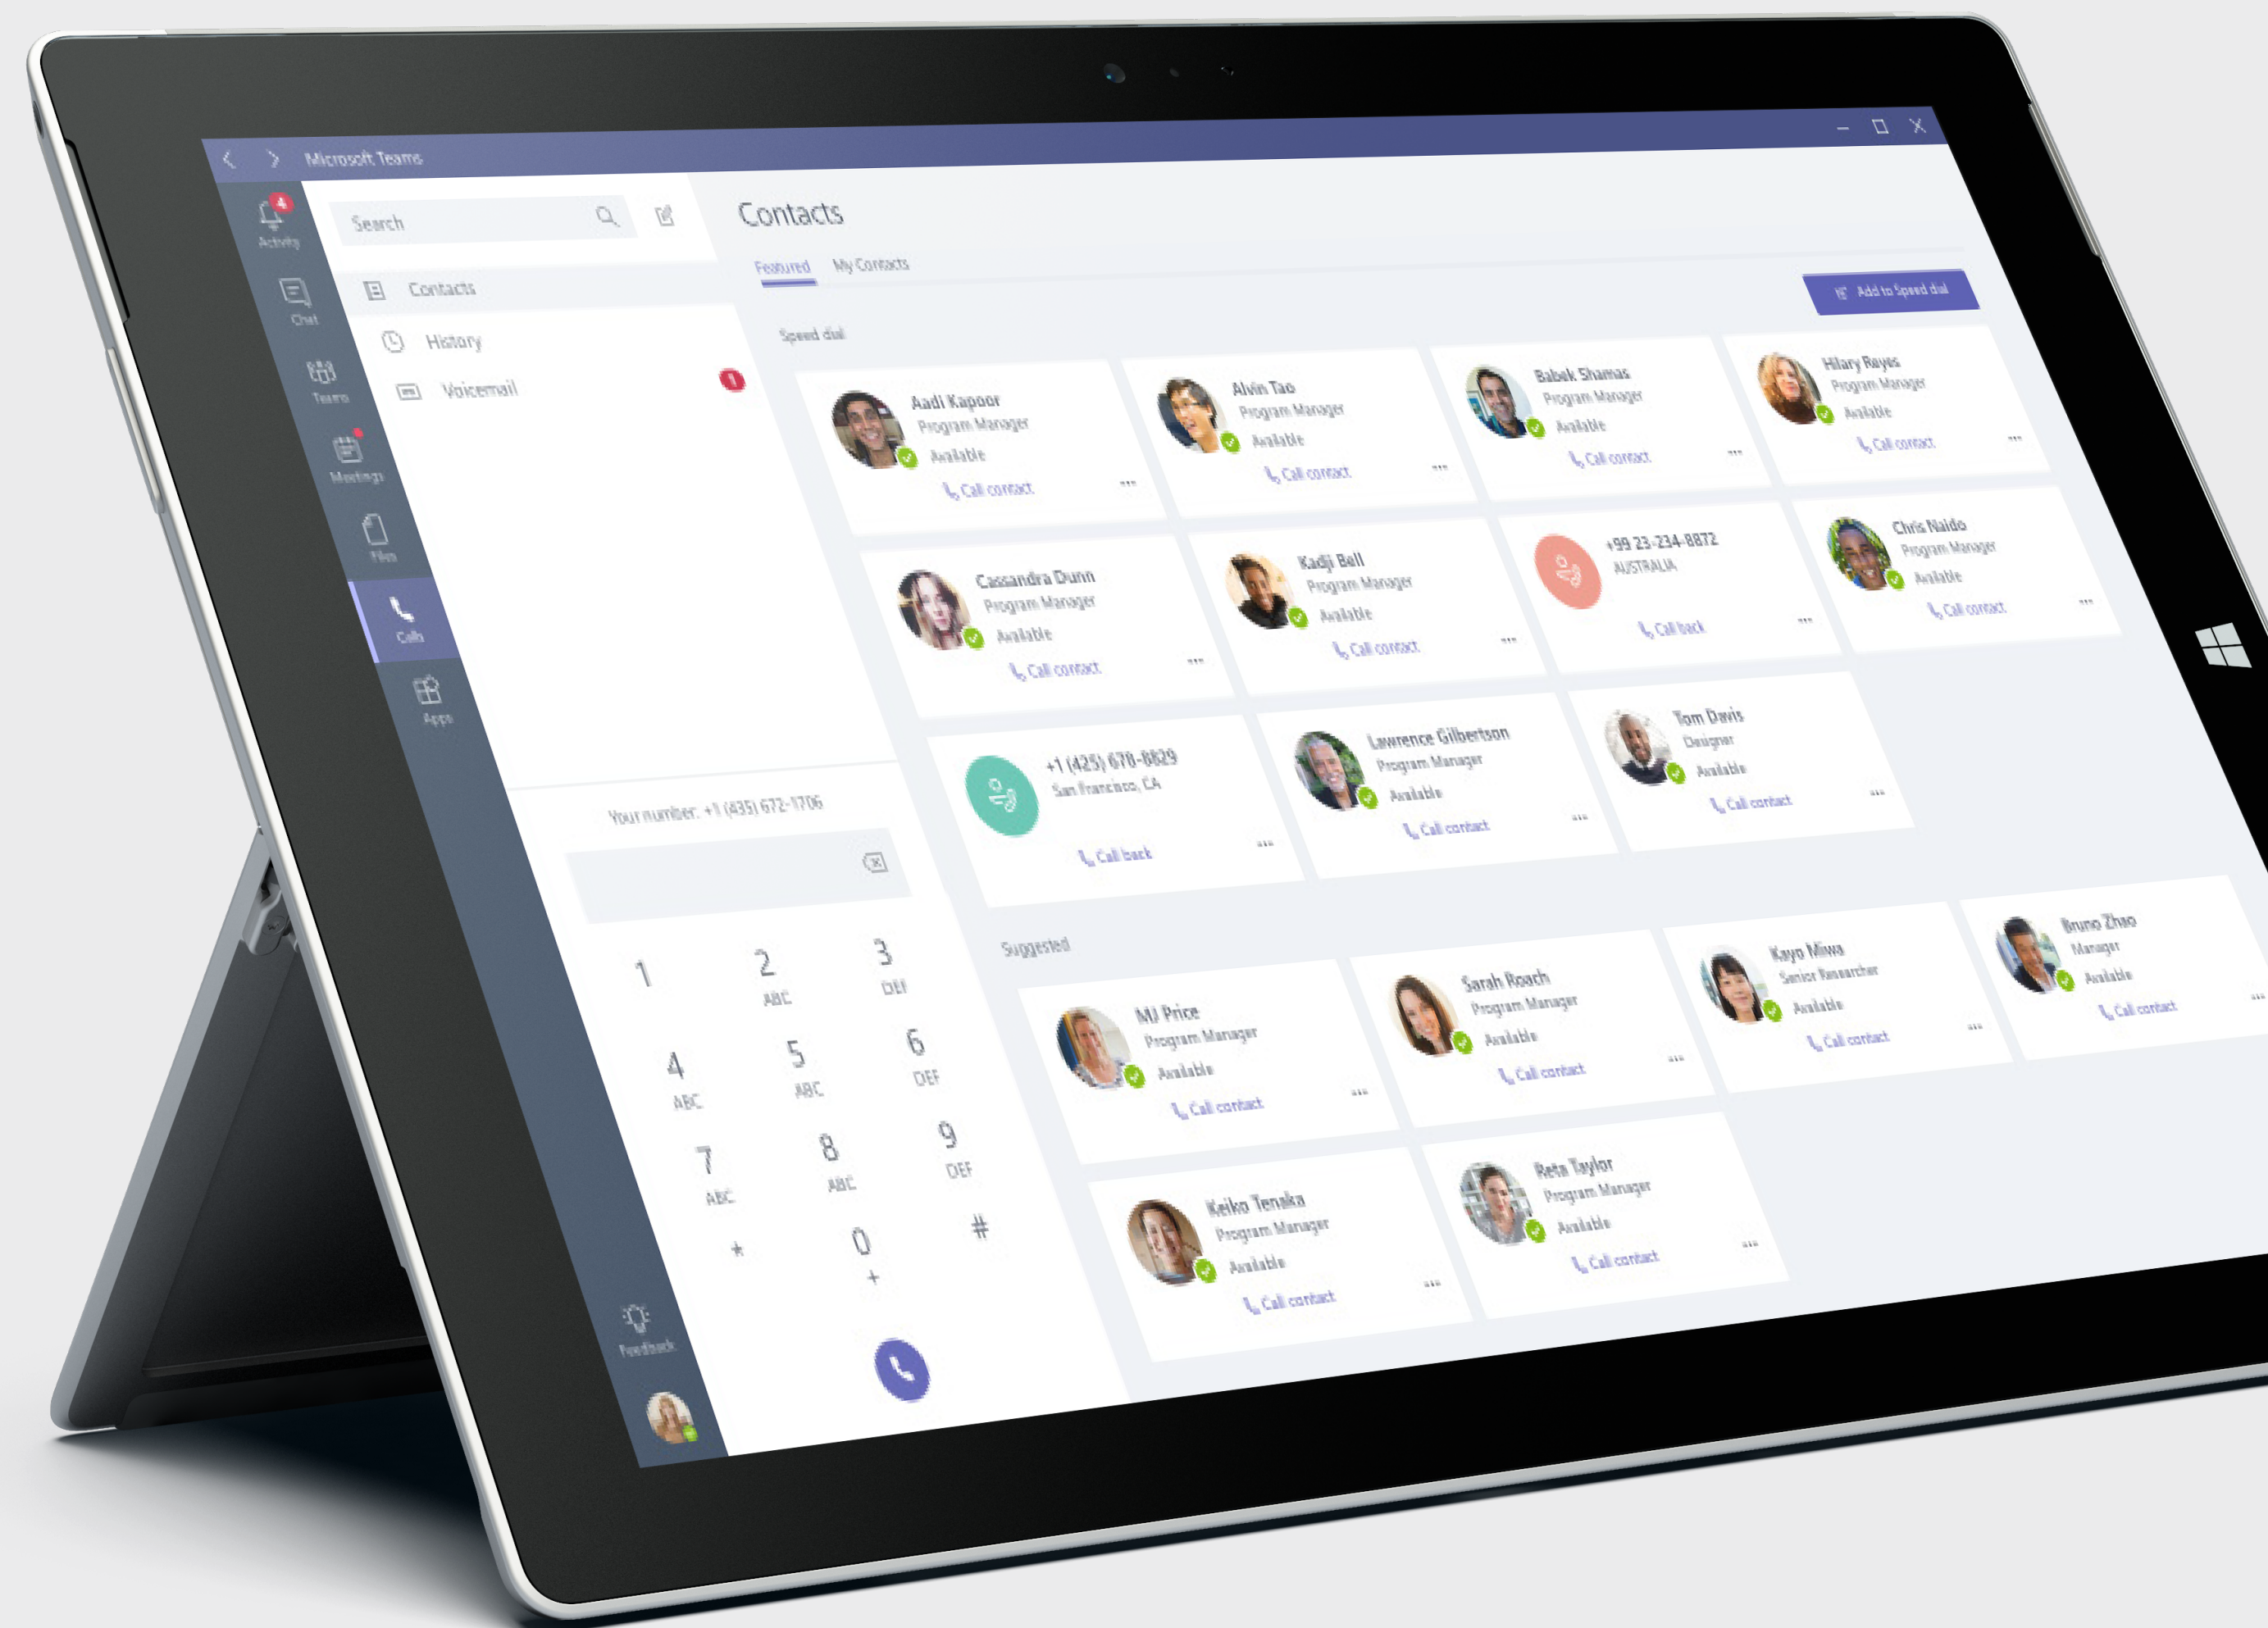 Microsoft Teams
4
Activity
Chat
Teams
Meetings
Files
Calls
Apps
Feedback
Search
Contacts
History
Voicemail
1
Your number: +1 (435) 672-1706
1
2
ABC
3
DEF
4
ABC
5
ABC
6
DEF
7
ABC
8
ABC
9
DEF
*
0
+
#
Contacts
Featured
My Contacts
Add to Speed dial
Speed dial
Aadi Kapoor
Program Manager
Available
Call contact
...
Alvin Tao
Program Manager
Available
Call contact
...
Babek Shamas
Program Manager
Available
Call contact
...
Hilary Reyes
Program Manager
Available
Call contact
...
Cassandra Dunn
Program Manager
Available
Call contact
...
Kadji Bell
Program Manager
Available
Call contact
...
+99 23-234-8872
AUSTRALIA
Call back
...
Chris Naido
Program Manager
Available
Call contact
...
+1 (425) 678-8829
San Francisco, CA
Call back
...
Lawrence Gilbertson
Program Manager
Available
Call contact
...
Tom Davis
Designer
Available
Call contact
...
Suggested
MJ Price
Program Manager
Available
Call contact
...
Sarah Roach
Program Manager
Available
Call contact
...
Kayo Miwa
Senior Researcher
Available
Call contact
...
Bruno Zhao
Manager
Available
Call contact
...
Keiko Tanaka
Program Manager
Available
Call contact
...
Reta Taylor
Program Manager
Available
Call contact
...